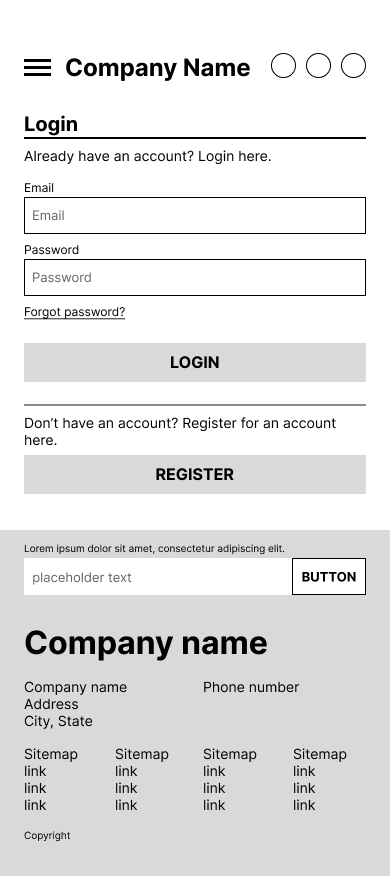 Company Name
Login
Already have an account? Login here.
Email
Email
Password
Password
Forgot password?
LOGIN
Don’t have an account? Register for an account
here.
REGISTER
Lorem ipsum dolor sit amet, consectetur adipiscing elit.
placeholder text BUTTON
Company name
Company name Phone number
Address
City, State
Sitemap Sitemap Sitemap Sitemap
link link link link
link link link link
link link link link
Copyright